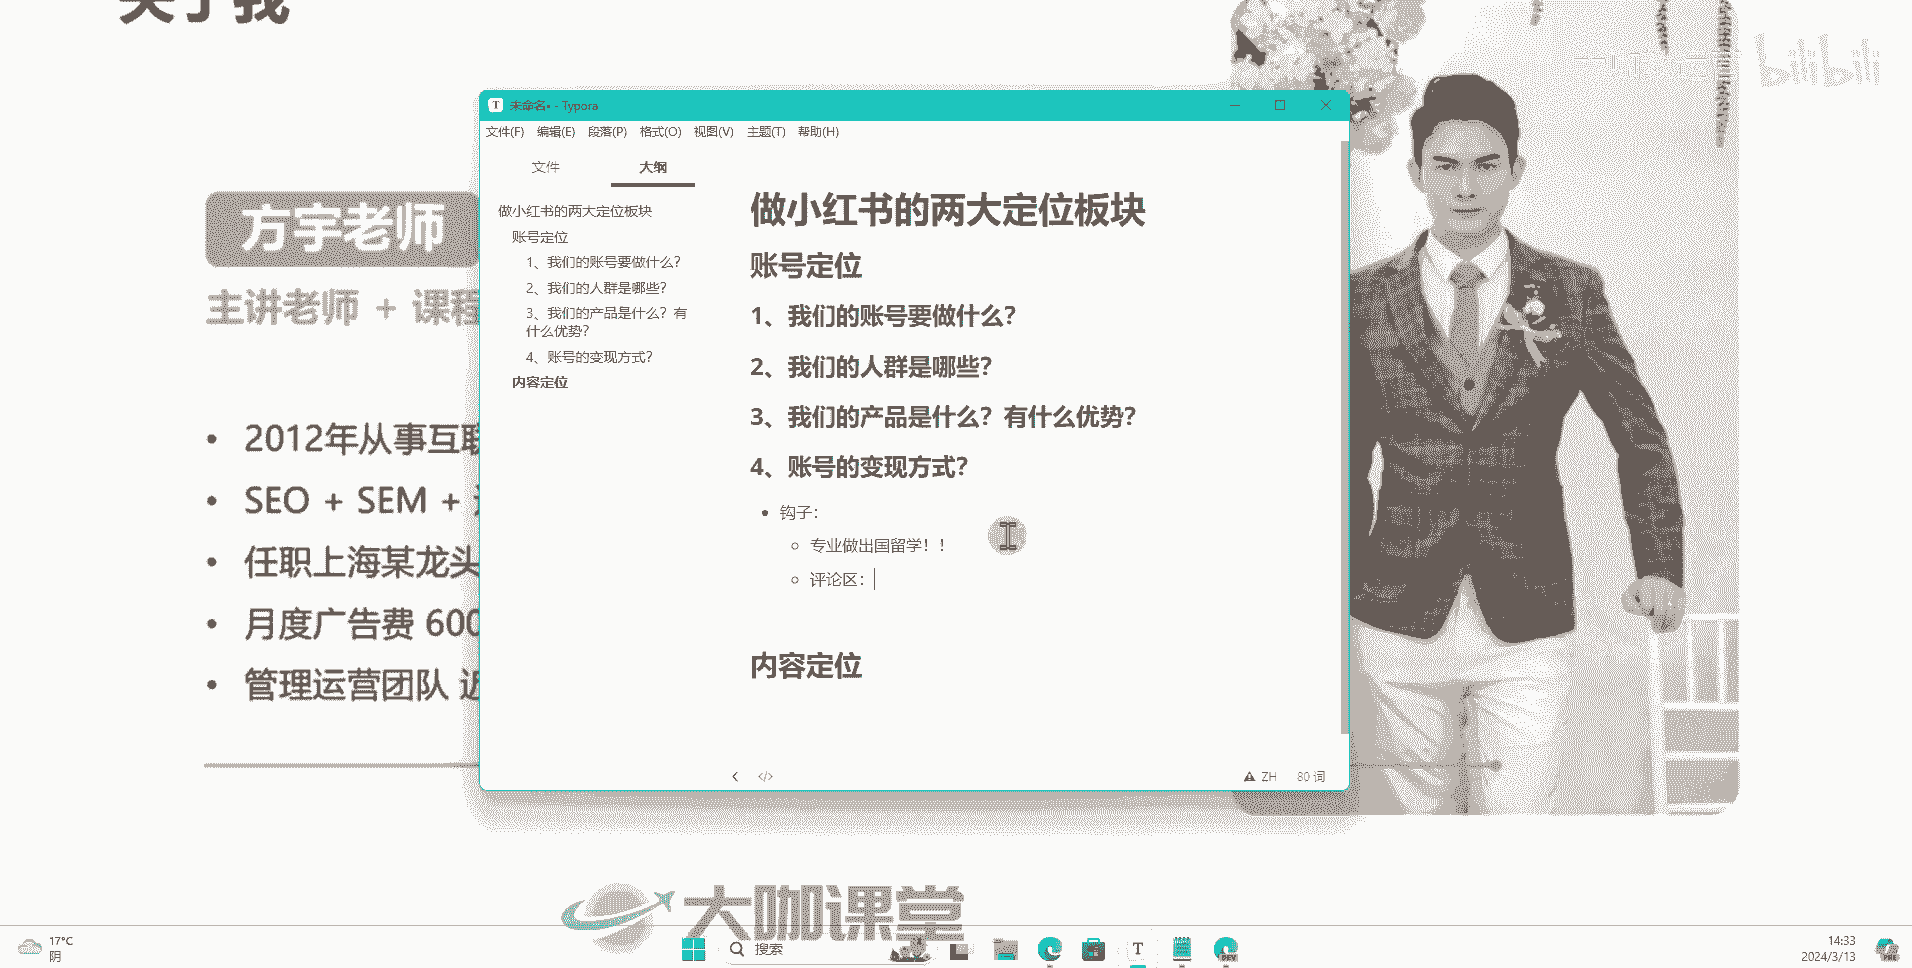 关于我
bilibili
未命名• - Typora
文件(F) 编辑(E) 段落(P) 格式(O) 视图(V) 主题(T) 帮助(H)
文件 大纲
做小红书的两大定位板块
账号定位
1、我们的账号要做什么？
2、我们的人群是哪些？
3、我们的产品是什么？有
什么优势？
4、账号的变现方式？
内容定位
做小红书的两大定位板块
账号定位
1、我们的账号要做什么？
2、我们的人群是哪些？
3、我们的产品是什么？有什么优势？
4、账号的变现方式？
钩子：
专业做出国留学！！
评论区：
内容定位
ZH 80 词
方宇老师
主讲老师 + 课程
2012年从事互联
SEO + SEM +
任职上海某龙头
月度广告费 600
管理运营团队 近
大咖课堂
17°C
阴
搜索
T
DEV
14:33
2024/3/13
PRE